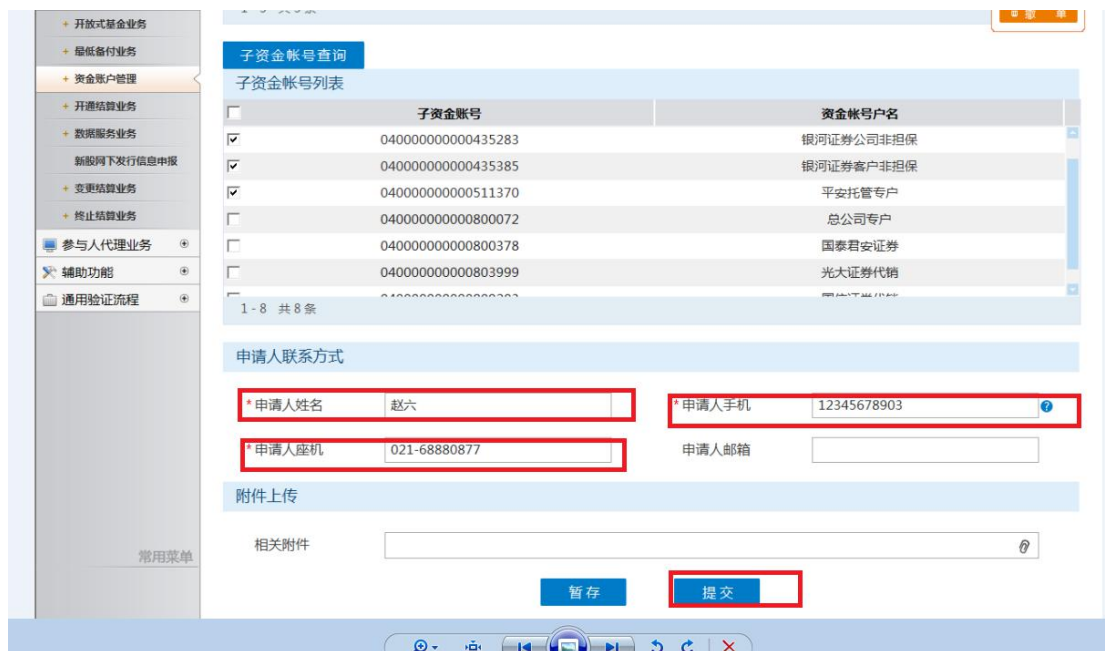 + 开放式基金业务
+ 最低备付业务
+ 资金账户管理
+ 开通结算业务
+ 数据服务业务
新股网下发行信息申报
+ 变更结算业务
+ 终止结算业务
参与人代理业务
辅助功能
通用验证流程
常用菜单
子资金帐号查询
子资金帐号列表
子资金账号 资金帐号户名
040000000000435283 银河证券公司非担保
040000000000435385 银河证券客户非担保
040000000000511370 平安托管专户
040000000000800072 总公司专户
040000000000800378 国泰君安证券
040000000000803999 光大证券代销
1-8 共8条
申请人联系方式
*申请人姓名 赵六 *申请人手机 12345678903
*申请人座机 021-68880877 申请人邮箱
附件上传
相关附件
暂存 提交